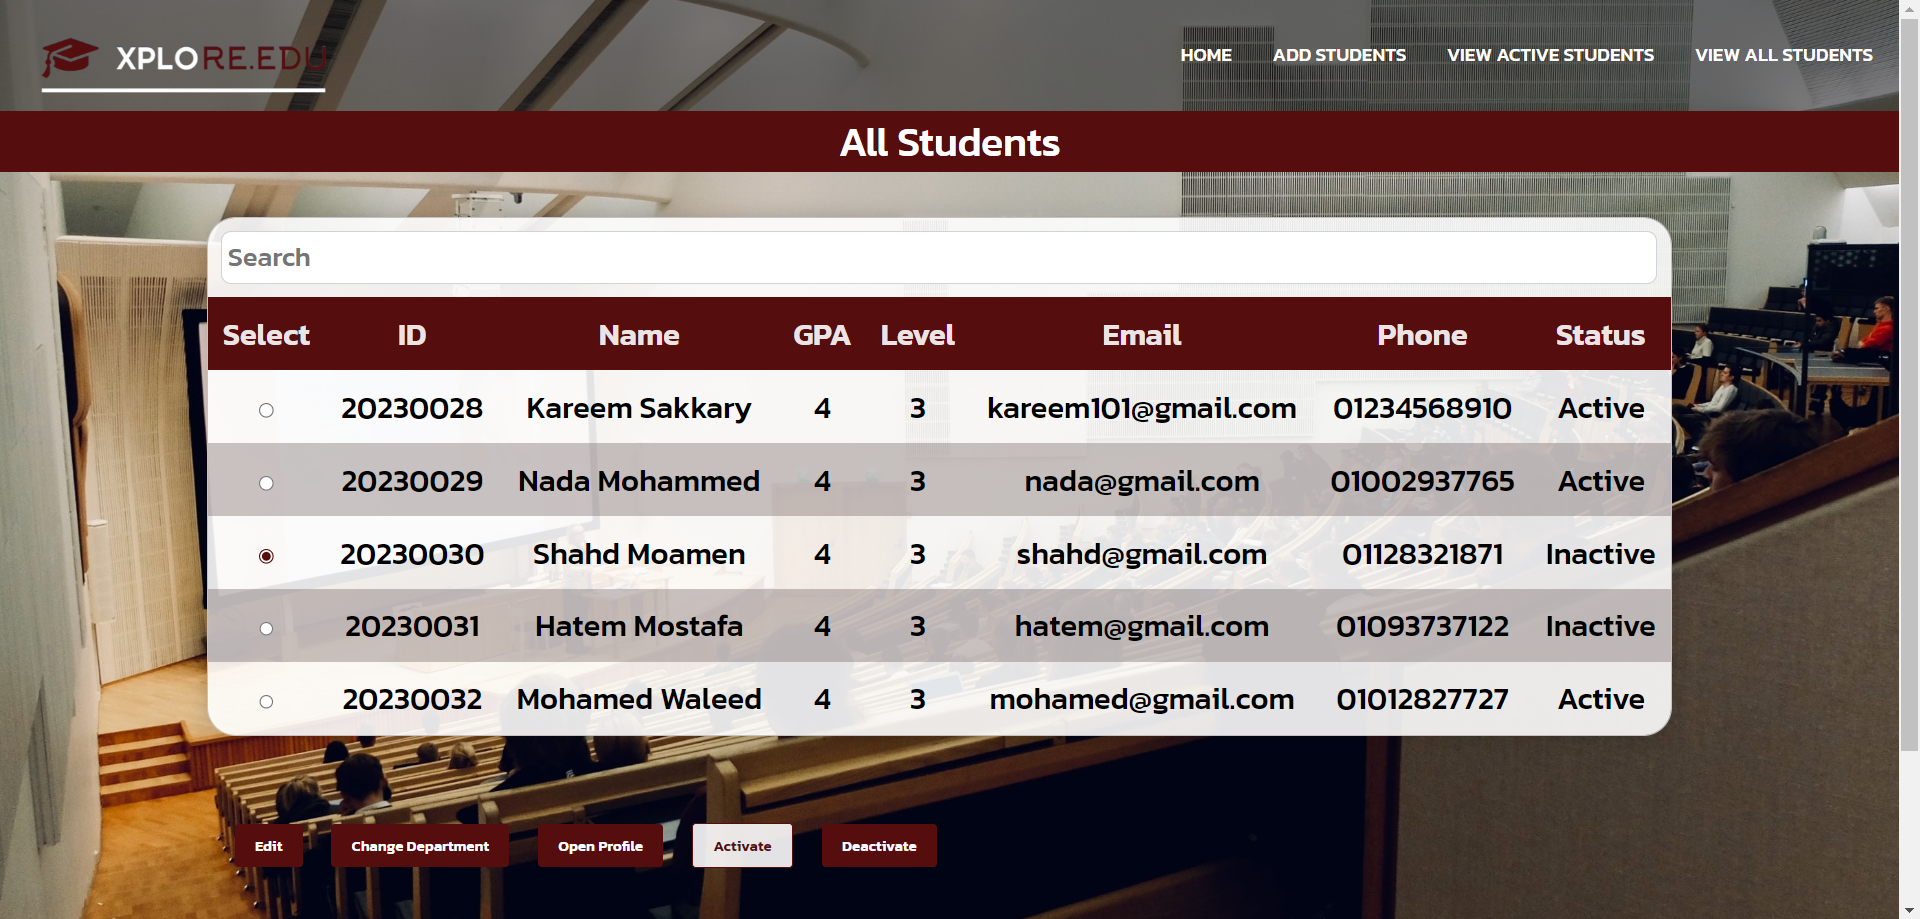 XPLORE.EDU
HOME ADD STUDENTS VIEW ACTIVE STUDENTS VIEW ALL STUDENTS
All Students
Search
Select ID Name GPA Level Email Phone Status
20230028 Kareem Sakkary 4 3 kareem101@gmail.com 01234568910 Active
20230029 Nada Mohammed 4 3 nada@gmail.com 01002937765 Active
20230030 Shahd Moamen 4 3 shahd@gmail.com 01128321871 Inactive
20230031 Hatem Mostafa 4 3 hatem@gmail.com 01093737122 Inactive
20230032 Mohamed Waleed 4 3 mohamed@gmail.com 01012827727 Active
Edit Change Department Open Profile Activate Deactivate